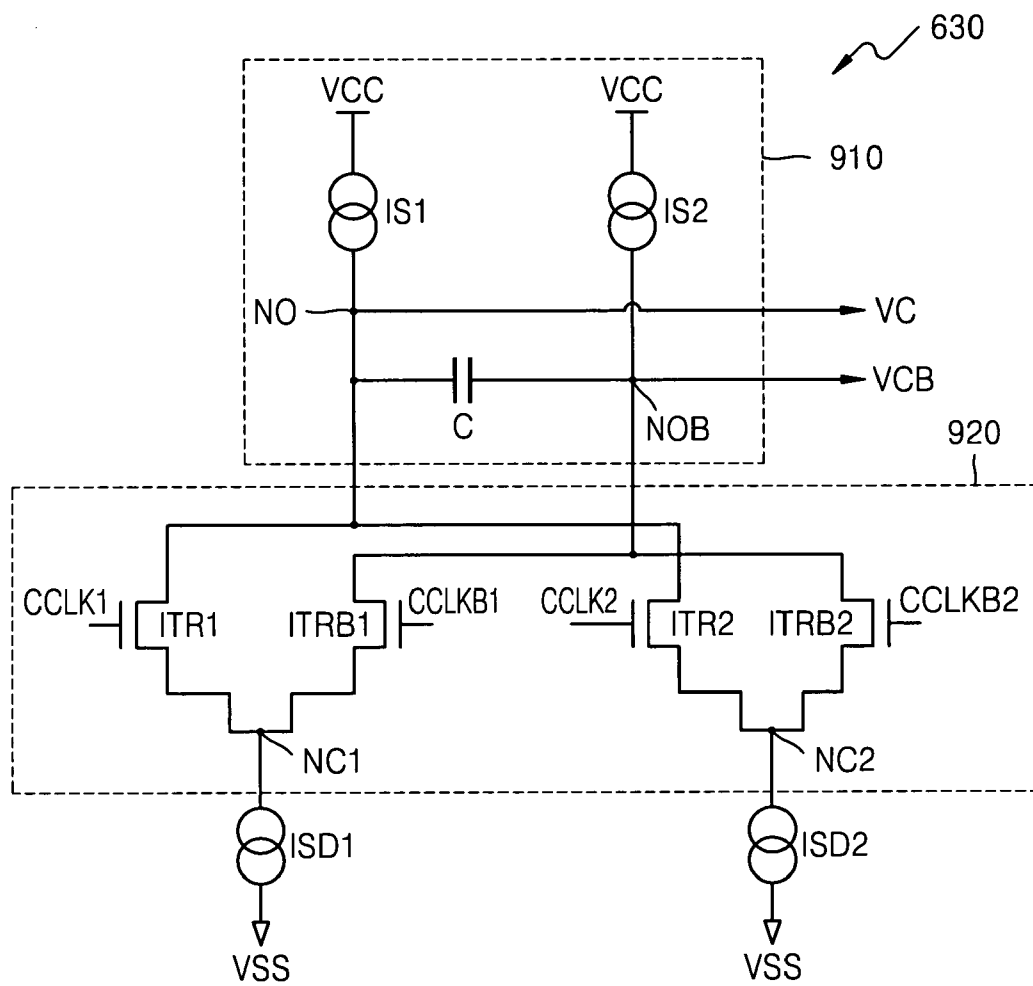 630
VCC
VCC
910
IS1
IS2
NO
VC
VCB
C
NOB
920
CCLK1
ITR1
ITRB1
CCLKB1
CCLK2
ITR2
ITRB2
CCLKB2
NC1
NC2
ISD1
ISD2
VSS
VSS